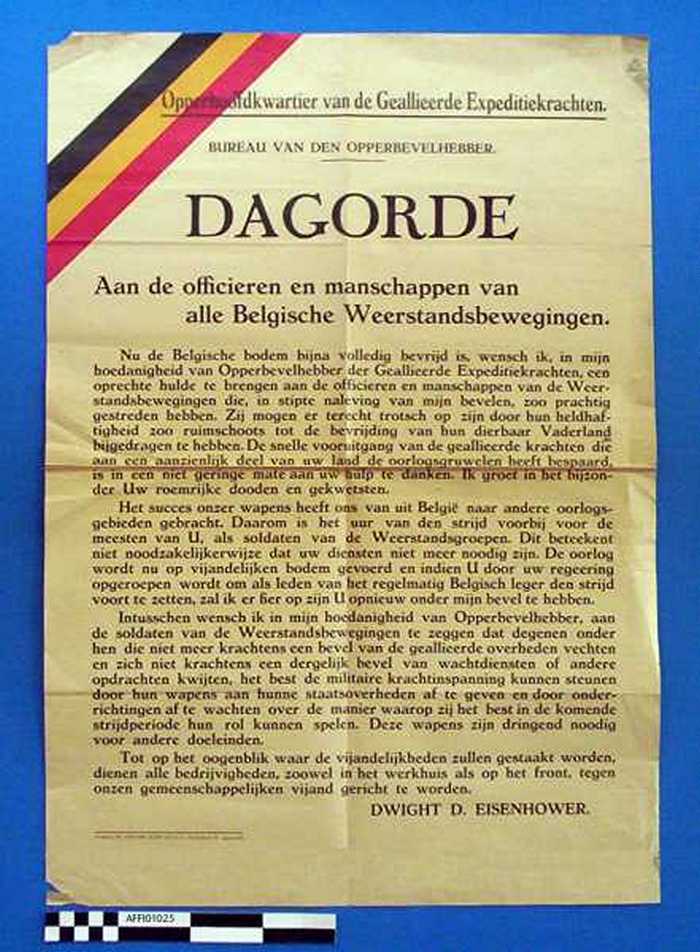 Opperhoofdkwartier van de Geallieerde Expeditiekrachten.
BUREAU VAN DEN OPPERBEVELHEBBER.
DAGORDE
Aan de officieren en manschappen van
alle Belgische Weerstandsbewegingen.
Nu de Belgische bodem bijna volledig bevrijd is, wensch ik, in mijn
hoedanigheid van Opperbevelhebber der Geallieerde Expeditiekrachten, een
oprechte hulde te brengen aan de officieren en manschappen van de Weer-
standsbewegingen die, in stipte naleving van mijn bevelen, zoo prachtig
gestreden hebben. Zij mogen er terecht trotsch op zijn door hun heldhaf-
tigheid zoo ruimschoots tot de bevrijding van hun dierbaar Vaderland
bijgedragen te hebben. De snelle vooruitgang van de geallieerde krachten die
aan een aanzienlijk deel van uw land de oorlogsgruwelen heeft bespaard,
is in een niet geringe mate aan uw hulp te danken. Ik groet in het bijzon-
der Uw roemrijke dooden en gekwetsten.
Het succes onzer wapens heeft ons van uit België naar andere oorlogs-
gebieden gebracht. Daarom is het uur van den strijd voorbij voor de
meesten van U, als soldaten van de Weerstandsgroepen. Dit beteekent
niet noodzakelijkerwijze dat uw diensten niet meer noodig zijn. De oorlog
wordt nu op vijandelijken bodem gevoerd en indien U door uw regeering
opgeroepen wordt om als leden van het regelmatig Belgisch leger den strijd
voort te zetten, zal ik er fier op zijn U opnieuw onder mijn bevel te hebben.
Intusschen wensch ik in mijn hoedanigheid van Opperbevelhebber, aan
de soldaten van de Weerstandsbewegingen te zeggen dat degenen onder
hen die niet meer krachtens een bevel van de geallieerde overheden vechten
en zich niet krachtens een dergelijk bevel van wachtdiensten of andere
opdrachten kwijten, het best de militaire krachtinspanning kunnen steunen
door hun wapens aan hunne staatsoverheden af te geven en door onder-
richtingen af te wachten over de manier waarop zij het best in de komende
strijdperiode hun rol kunnen spelen. Deze wapens zijn dringend noodig
voor andere doeleinden.
Tot op het oogenblik waar de vijandelijkheden zullen gestaakt worden,
dienen alle bedrijvigheden, zoowel in het werkhuis als op het front, tegen
onzen gemeenschappelijken vijand gericht te worden.
DWIGHT D. EISENHOWER.
AFFI01025